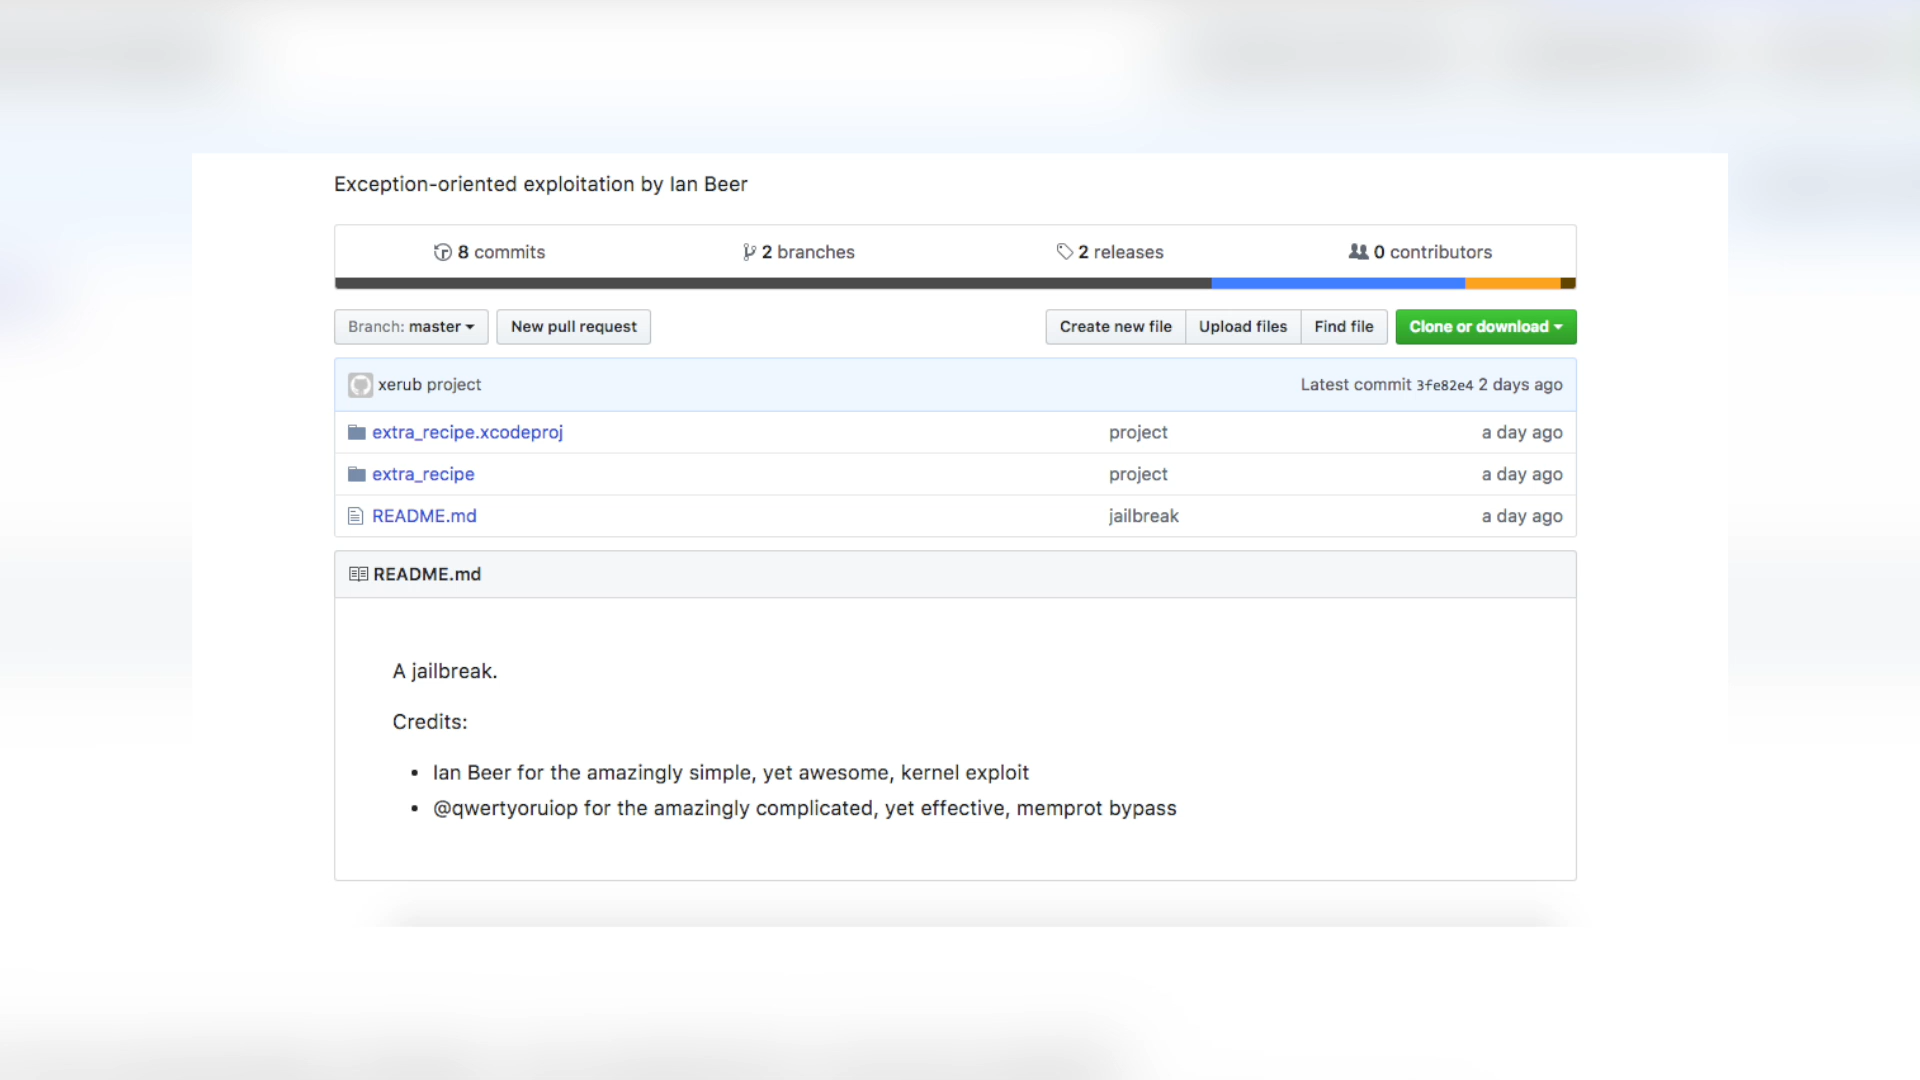 Exception-oriented exploitation by Ian Beer
8 commits 2 branches 2 releases 0 contributors
Branch: master New pull request Create new file Upload files Find file Clone or download
xerub project Latest commit 3fe82e4 2 days ago
extra_recipe.xcodeproj project a day ago
extra_recipe project a day ago
README.md jailbreak a day ago
README.md
A jailbreak.
Credits:
• Ian Beer for the amazingly simple, yet awesome, kernel exploit
• @qwertyoruiop for the amazingly complicated, yet effective, memprot bypass